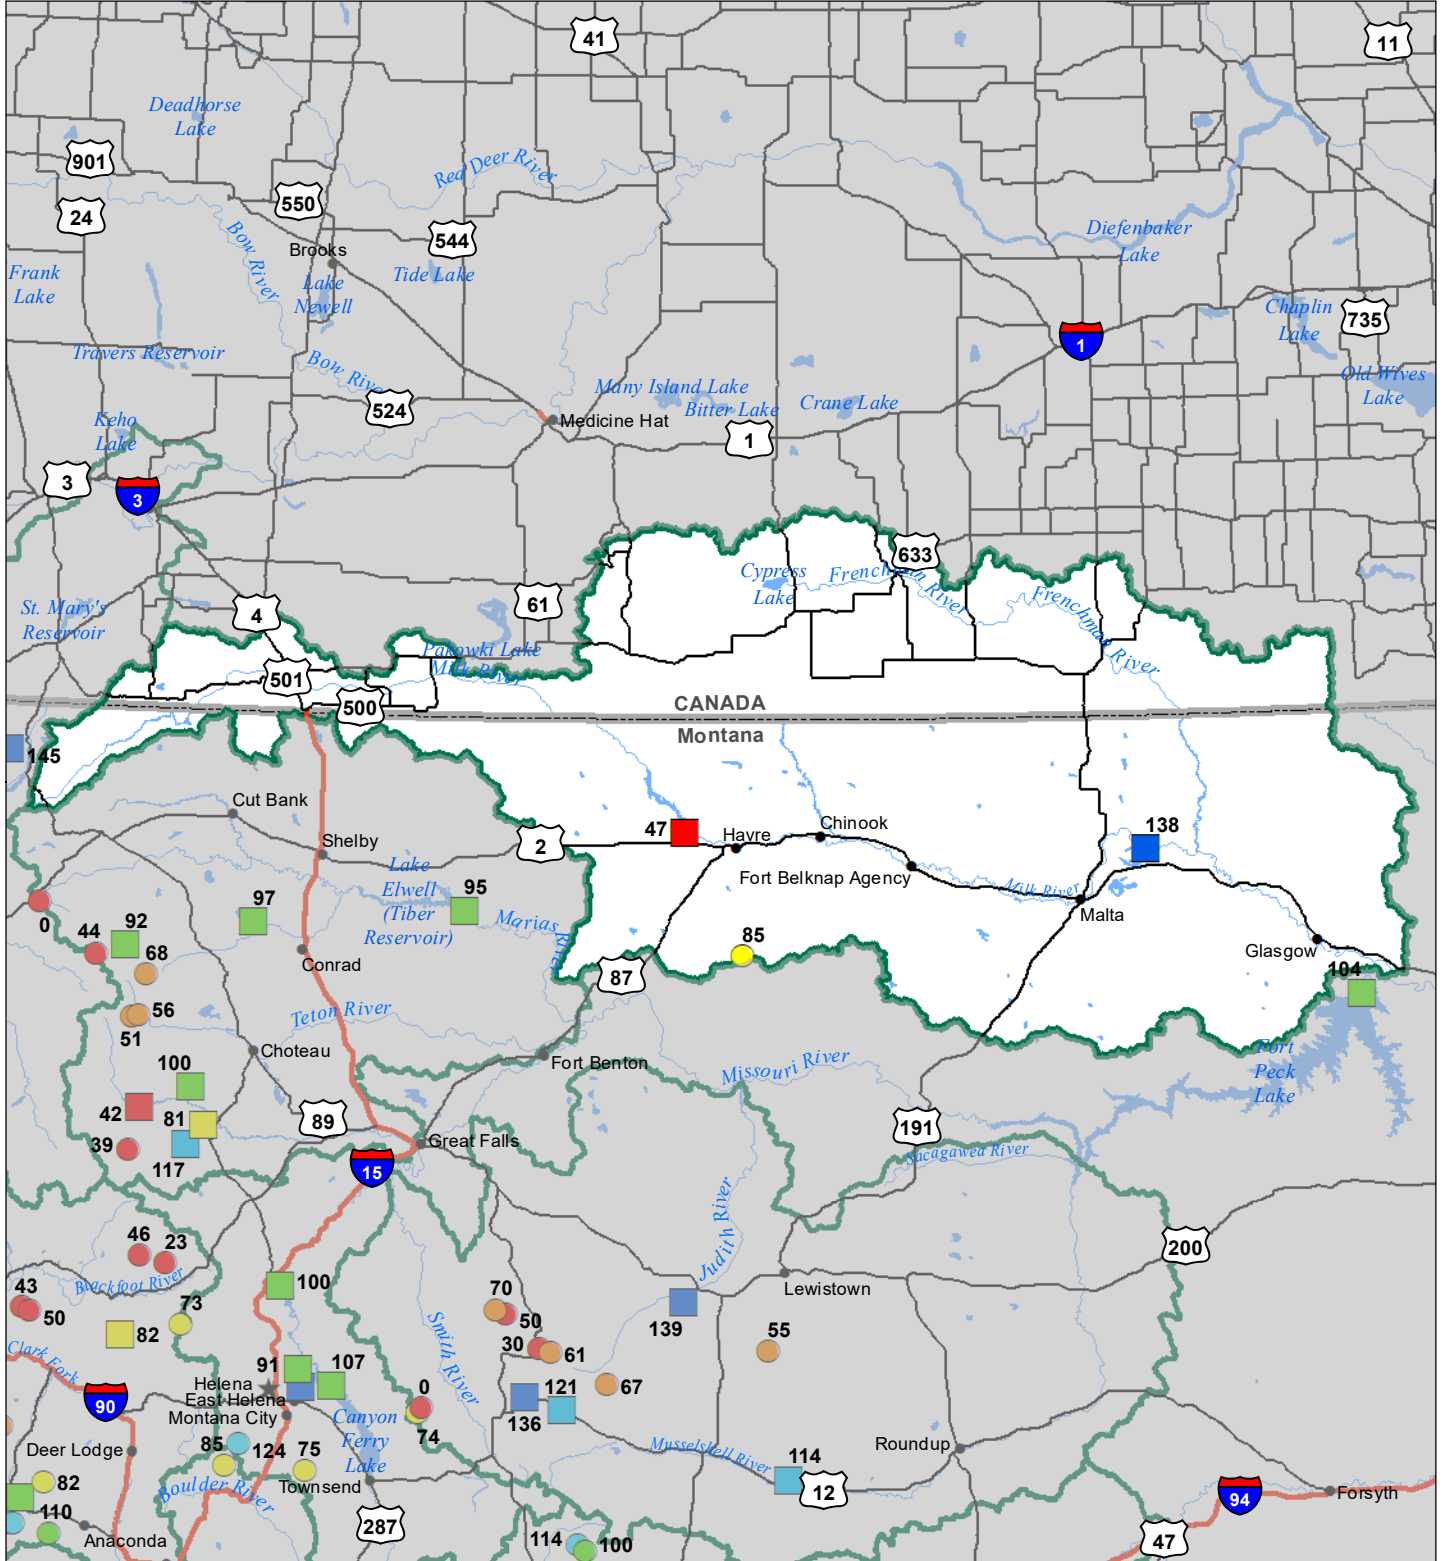 41
11
Deadhorse
Lake
901
Red Deer River
550
24
Bow River
544
Diefenbaker
Lake
Brooks
Frank
Lake
Lake
Newell
Tide Lake
Chaplin
Lake
735
1
Travers Reservoir
Bow River
Many Island Lake
Bitter Lake
Crane Lake
Old Wives
Lake
524
Keho
Lake
Medicine Hat
1
3
3
633
Cypress
Lake
Frenchman River
Frenchman River
61
4
St. Mary's
Reservoir
Pakowki Lake
Milk River
501
500
CANADA
Montana
145
Cut Bank
Shelby
2
47
Havre
Chinook
138
Fort Belknap Agency
Milk River
Malta
Lake
Elwell
(Tiber
Reservoir)
95
Marias River
97
0
44
92
68
Conrad
85
87
Glasgow
104
56
51
Teton River
Choteau
Fort Benton
Missouri River
Fort
Peck
Lake
100
42
81
39
117
89
Great Falls
191
Sacagawea River
15
Judith River
46
23
Blackfoot River
200
43
50
100
70
50
Lewistown
73
82
Smith River
139
30
61
55
Clark Fork
91
107
67
Helena
East Helena
Montana City
90
0
136
121
74
Canyon
Ferry
Lake
Deer Lodge
85
124
75
Musselshell River
Roundup
114
12
82
Boulder River
Townsend
94
Forsyth
110
Anaconda
287
114
100
47